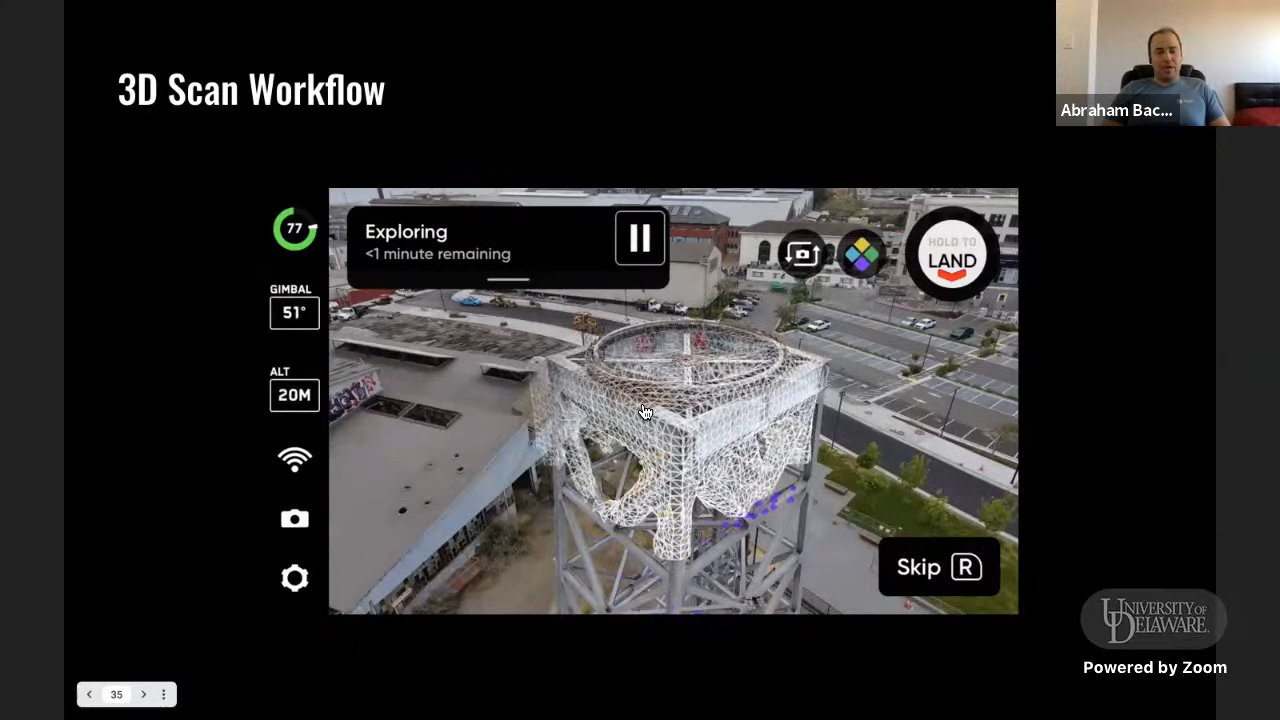 3D Scan Workflow
Abraham Bac...
77
Exploring
<1 minute remaining
HOLD TO
LAND
GIMBAL
51°
ALT
20M
Skip R
UNIVERSITY OF
DELAWARE.
Powered by Zoom
35